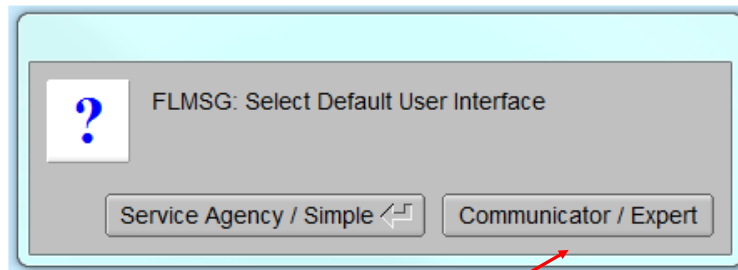 ?
FLMSG: Select Default User Interface
Service Agency / Simple
Communicator / Expert